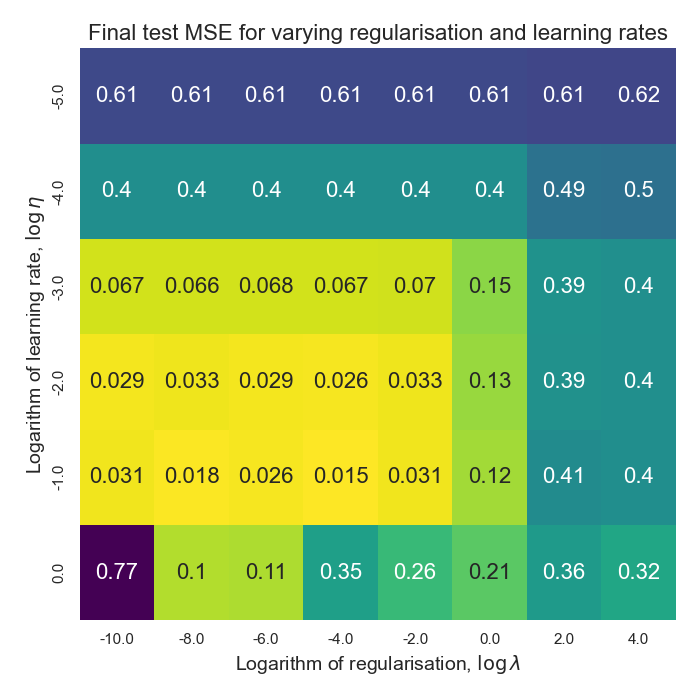 Final test MSE for varying regularisation and learning rates
Logarithm of learning rate, log η
-5.0 0.61 0.61 0.61 0.61 0.61 0.61 0.61 0.62
-4.0 0.4 0.4 0.4 0.4 0.4 0.4 0.49 0.5
-3.0 0.067 0.066 0.068 0.067 0.07 0.15 0.39 0.4
-2.0 0.029 0.033 0.029 0.026 0.033 0.13 0.39 0.4
-1.0 0.031 0.018 0.026 0.015 0.031 0.12 0.41 0.4
0.0 0.77 0.1 0.11 0.35 0.26 0.21 0.36 0.32
-10.0 -8.0 -6.0 -4.0 -2.0 0.0 2.0 4.0
Logarithm of regularisation, log λ